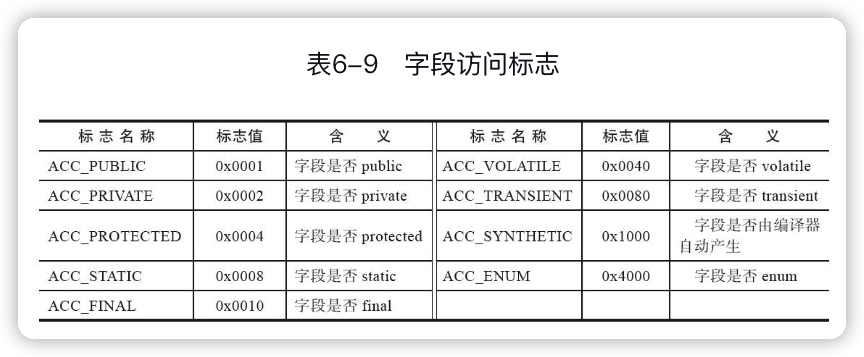 表6-9 字段访问标志
标志名称 标志值 含 义 标志名称 标志值 含 义
ACC_PUBLIC 0x0001 字段是否 public ACC_VOLATILE 0x0040 字段是否 volatile
ACC_PRIVATE 0x0002 字段是否 private ACC_TRANSIENT 0x0080 字段是否 transient
ACC_PROTECTED 0x0004 字段是否 protected ACC_SYNTHETIC 0x1000 字段是否由编译器
自动产生
ACC_STATIC 0x0008 字段是否 static ACC_ENUM 0x4000 字段是否 enum
ACC_FINAL 0x0010 字段是否 final